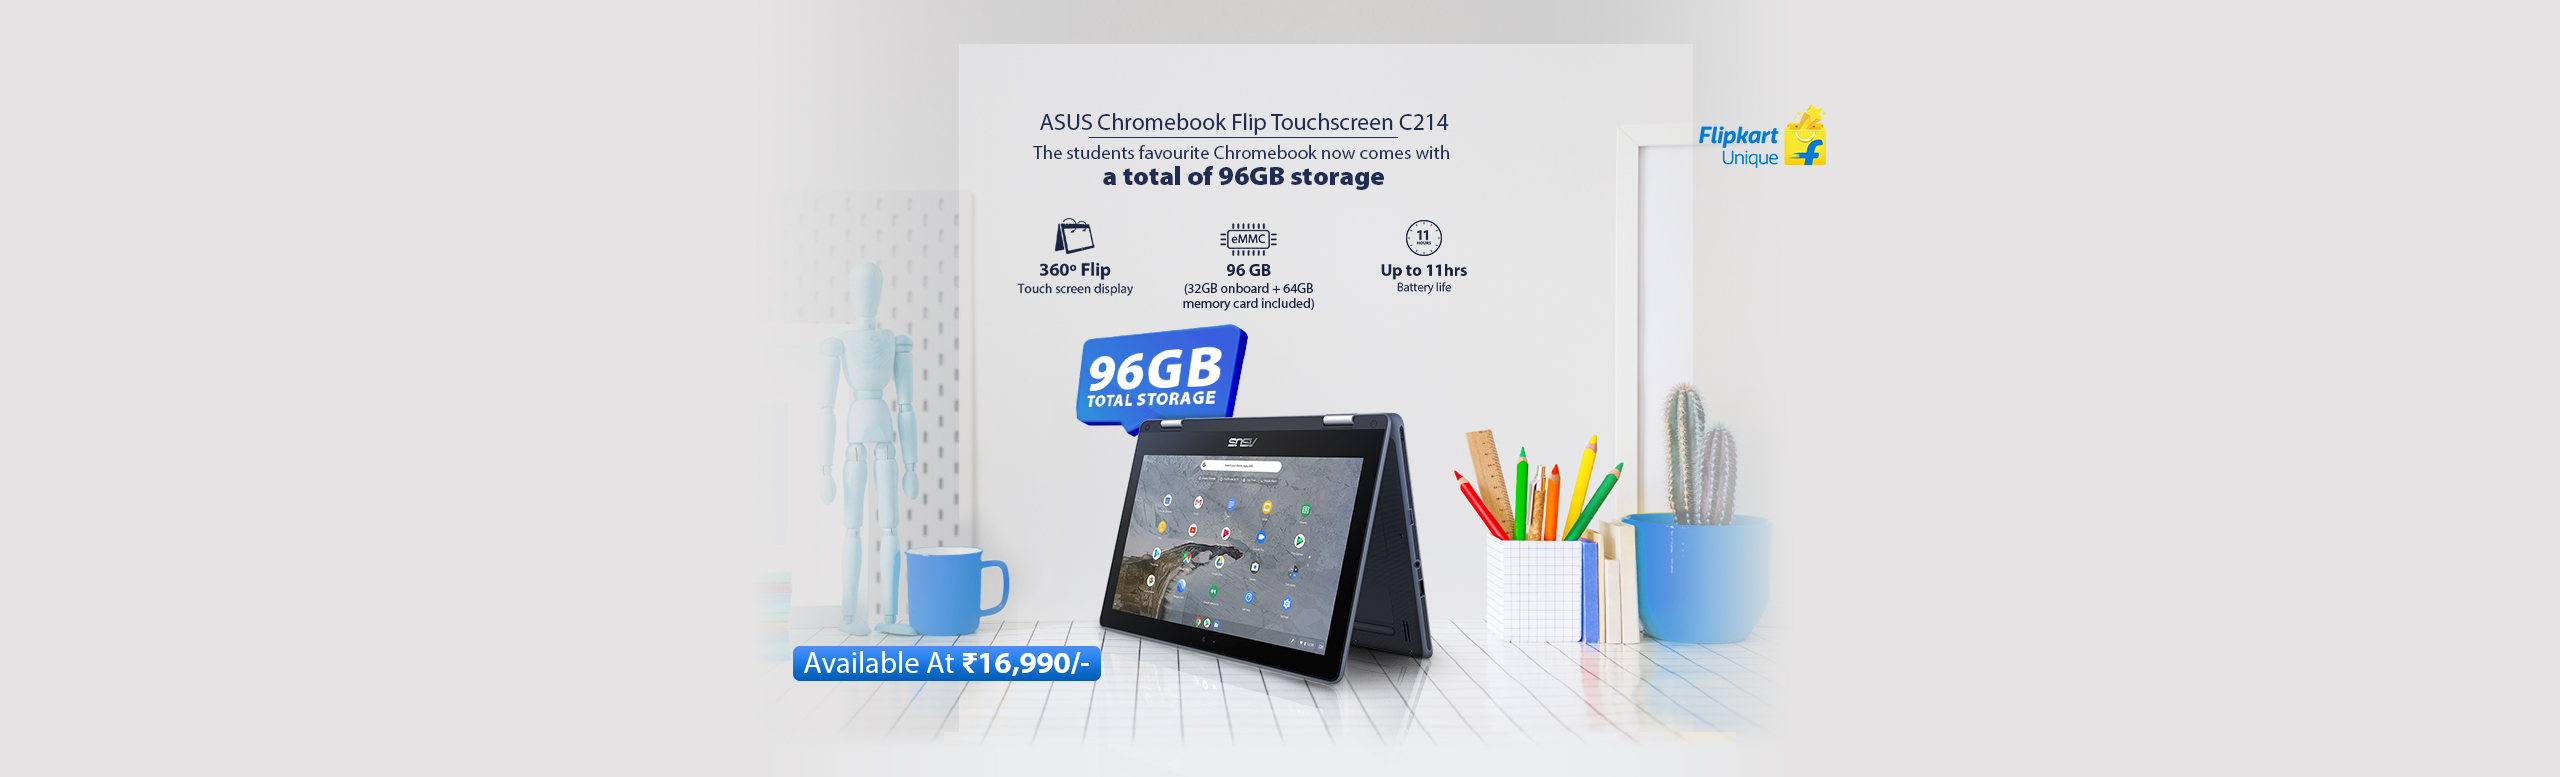 ASUS Chromebook Flip Touchscreen C214
The students favourite Chromebook now comes with
a total of 96GB storage
Flipkart
Unique
eMMC
11
HOURS
360º Flip
Touch screen display
96 GB
(32GB onboard + 64GB
memory card included)
Up to 11hrs
Battery life
96GB
TOTAL STORAGE
ASUS
Available At ₹16,990/-